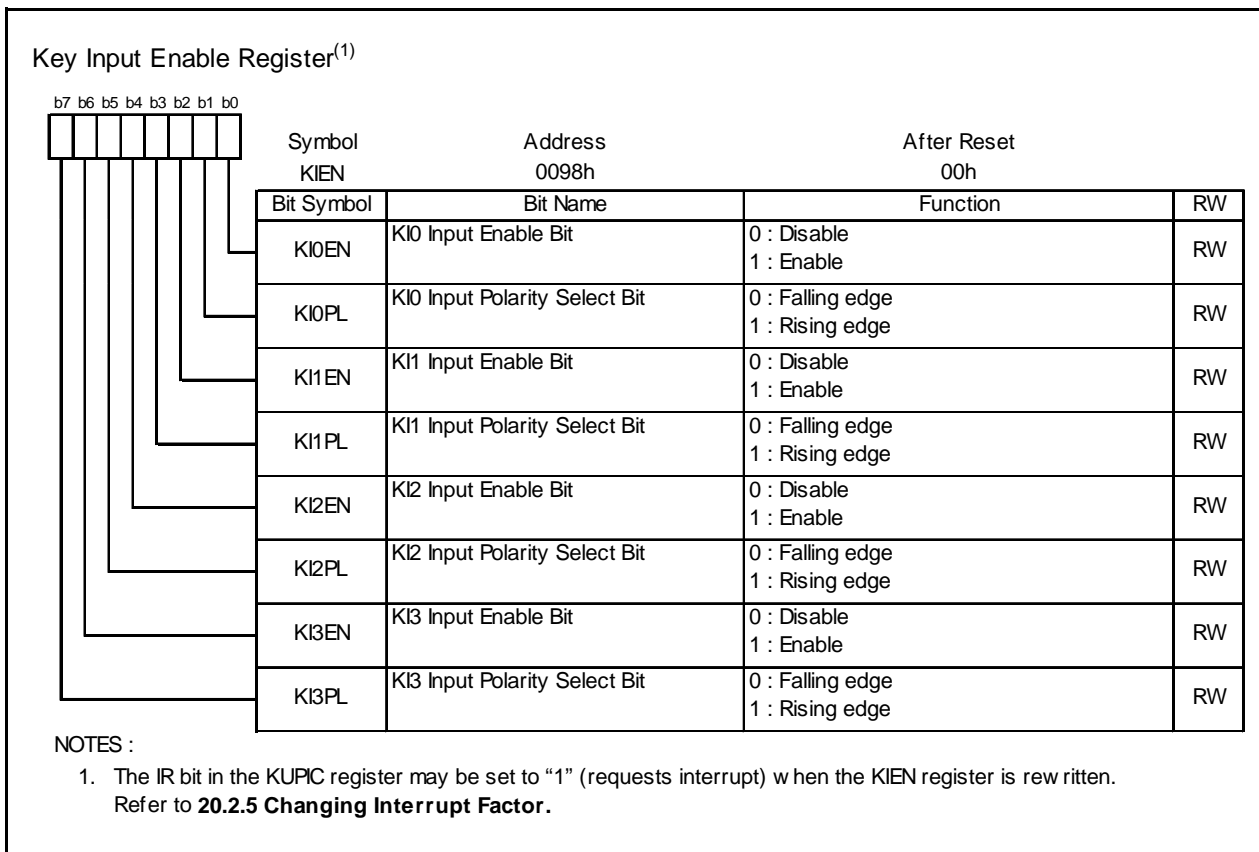 Key Input Enable Register(1)
b7 b6 b5 b4 b3 b2 b1 b0
Symbol Address After Reset
KIEN 0098h 00h
Bit Symbol Bit Name Function RW
KI0EN KI0 Input Enable Bit 0 : Disable RW
1 : Enable
KI0PL KI0 Input Polarity Select Bit 0 : Falling edge RW
1 : Rising edge
KI1EN KI1 Input Enable Bit 0 : Disable RW
1 : Enable
KI1PL KI1 Input Polarity Select Bit 0 : Falling edge RW
1 : Rising edge
KI2EN KI2 Input Enable Bit 0 : Disable RW
1 : Enable
KI2PL KI2 Input Polarity Select Bit 0 : Falling edge RW
1 : Rising edge
KI3EN KI3 Input Enable Bit 0 : Disable RW
1 : Enable
KI3PL KI3 Input Polarity Select Bit 0 : Falling edge RW
1 : Rising edge
NOTES :
1. The IR bit in the KUPIC register may be set to “1” (requests interrupt) when the KIEN register is rewritten.
Refer to 20.2.5 Changing Interrupt Factor.